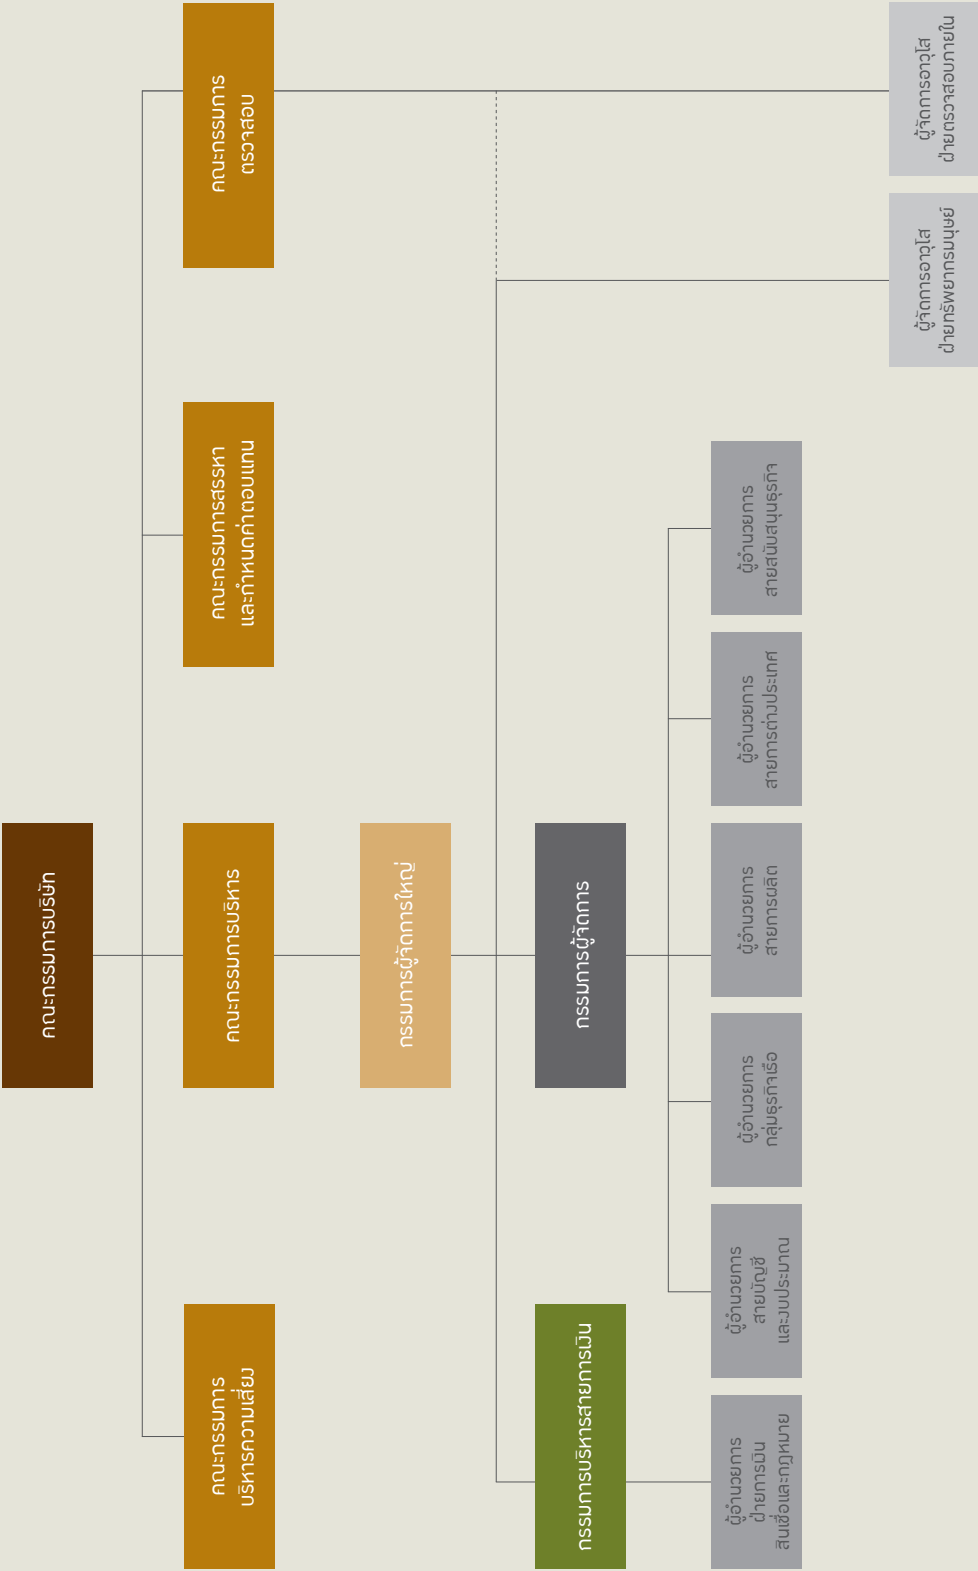 คณะกรรมการบริษัท
คณะกรรมการ
ตรวจสอบ
คณะกรรมการสรรหา
และกำหนดค่าตอบแทน
คณะกรรมการบริหาร
คณะกรรมการ
บริหารความเสี่ยง
กรรมการผู้จัดการใหญ่
กรรมการผู้จัดการ
กรรมการบริหารสายการเงิน
ผู้อำนวยการ
สายสนับสนุนธุรกิจ
ผู้อำนวยการ
สายการต่างประเทศ
ผู้อำนวยการ
สายการผลิต
ผู้อำนวยการ
กลุ่มธุรกิจเรือ
ผู้อำนวยการ
สายบัญชี
และงบประมาณ
ผู้อำนวยการ
ฝ่ายการเงิน
สินเชื่อและกฎหมาย
ผู้จัดการอาวุโส
ฝ่ายตรวจสอบภายใน
ผู้จัดการอาวุโส
ฝ่ายทรัพยากรมนุษย์